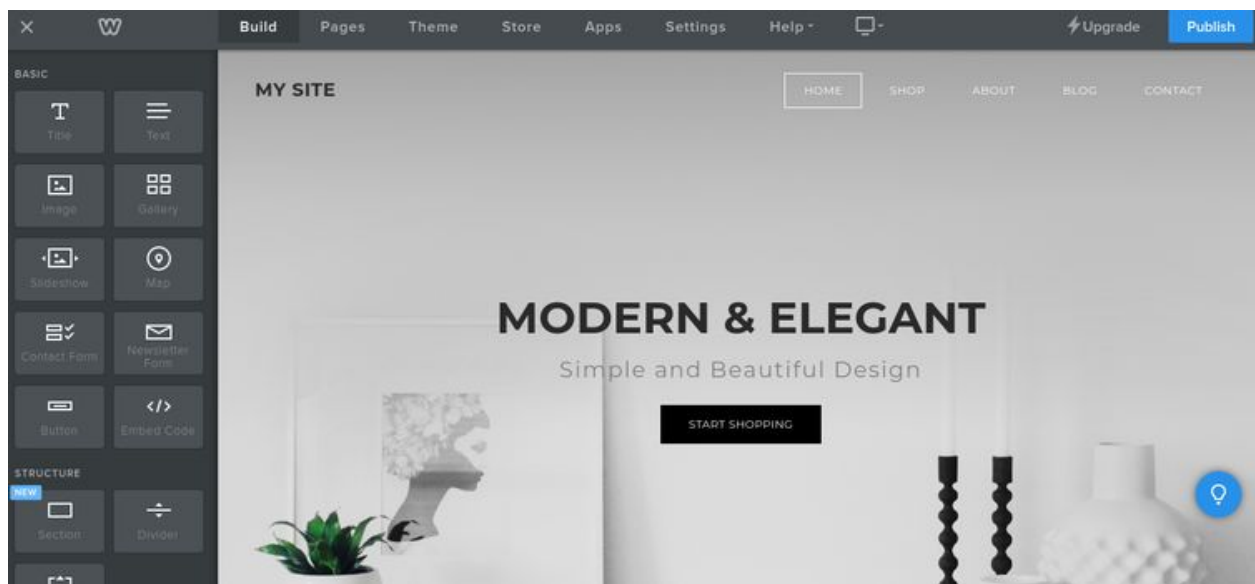 Build Pages Theme Store Apps Settings Help Upgrade Publish
BASIC
Title Text
Image Gallery
Slideshow Map
Contact Form Newsletter
Form
Button Embed Code
STRUCTURE
NEW
Section Divider
MY SITE HOME SHOP ABOUT BLOG CONTACT
MODERN & ELEGANT
Simple and Beautiful Design
START SHOPPING